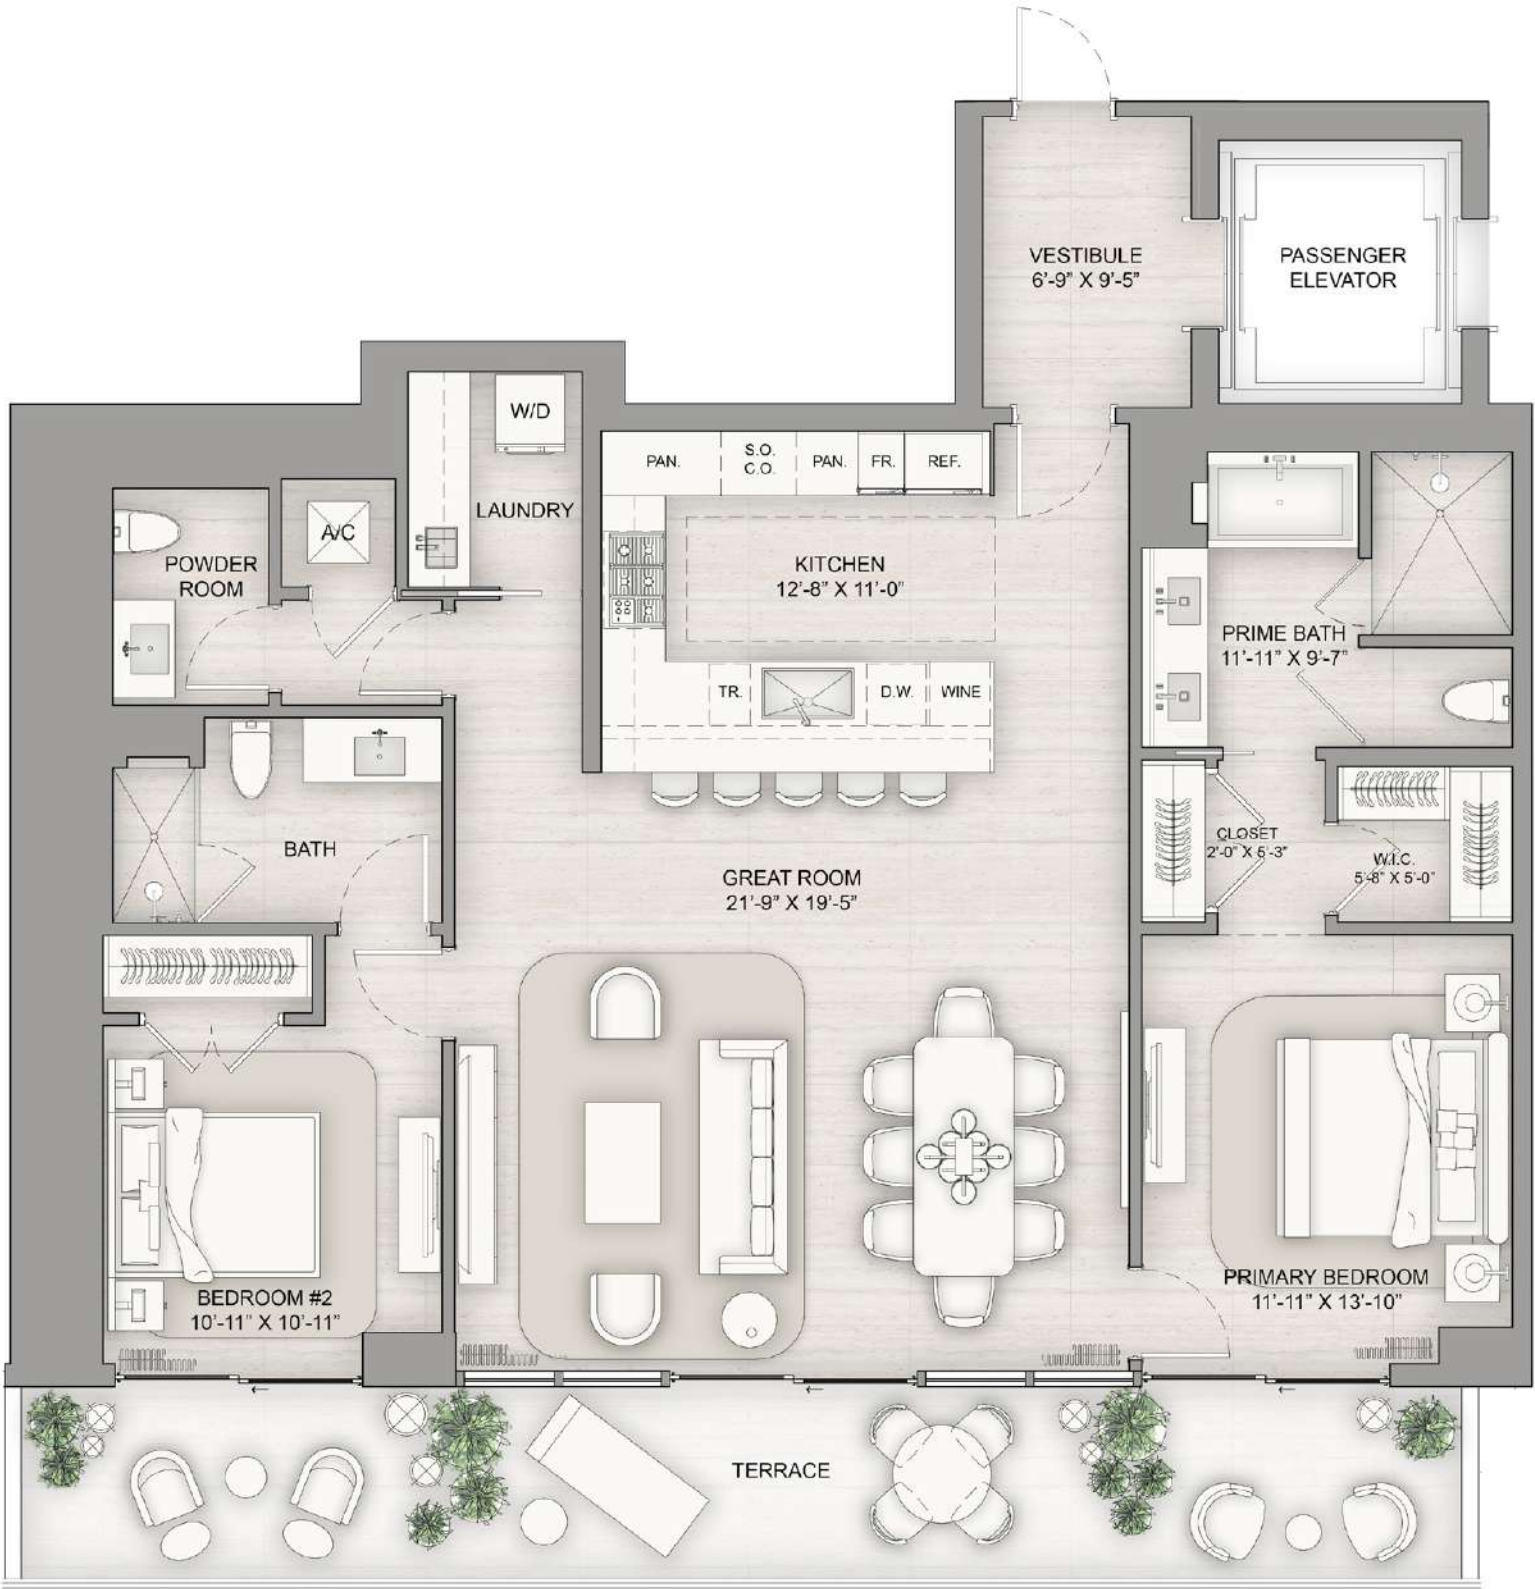 VESTIBULE
6'-9" X 9'-5"
PASSENGER
ELEVATOR
W/D
LAUNDRY
A/C
POWDER
ROOM
PAN.
S.O.
C.O.
PAN.
FR.
REF.
KITCHEN
12'-8" X 11'-0"
TR.
D.W.
WINE
PRIME BATH
11'-11" X 9'-7"
BATH
CLOSET
2'-0" X 5'-3"
W.I.C.
5'-8" X 5'-0"
GREAT ROOM
21'-9" X 19'-5"
BEDROOM #2
10'-11" X 10'-11"
PRIMARY BEDROOM
11'-11" X 13'-10"
TERRACE